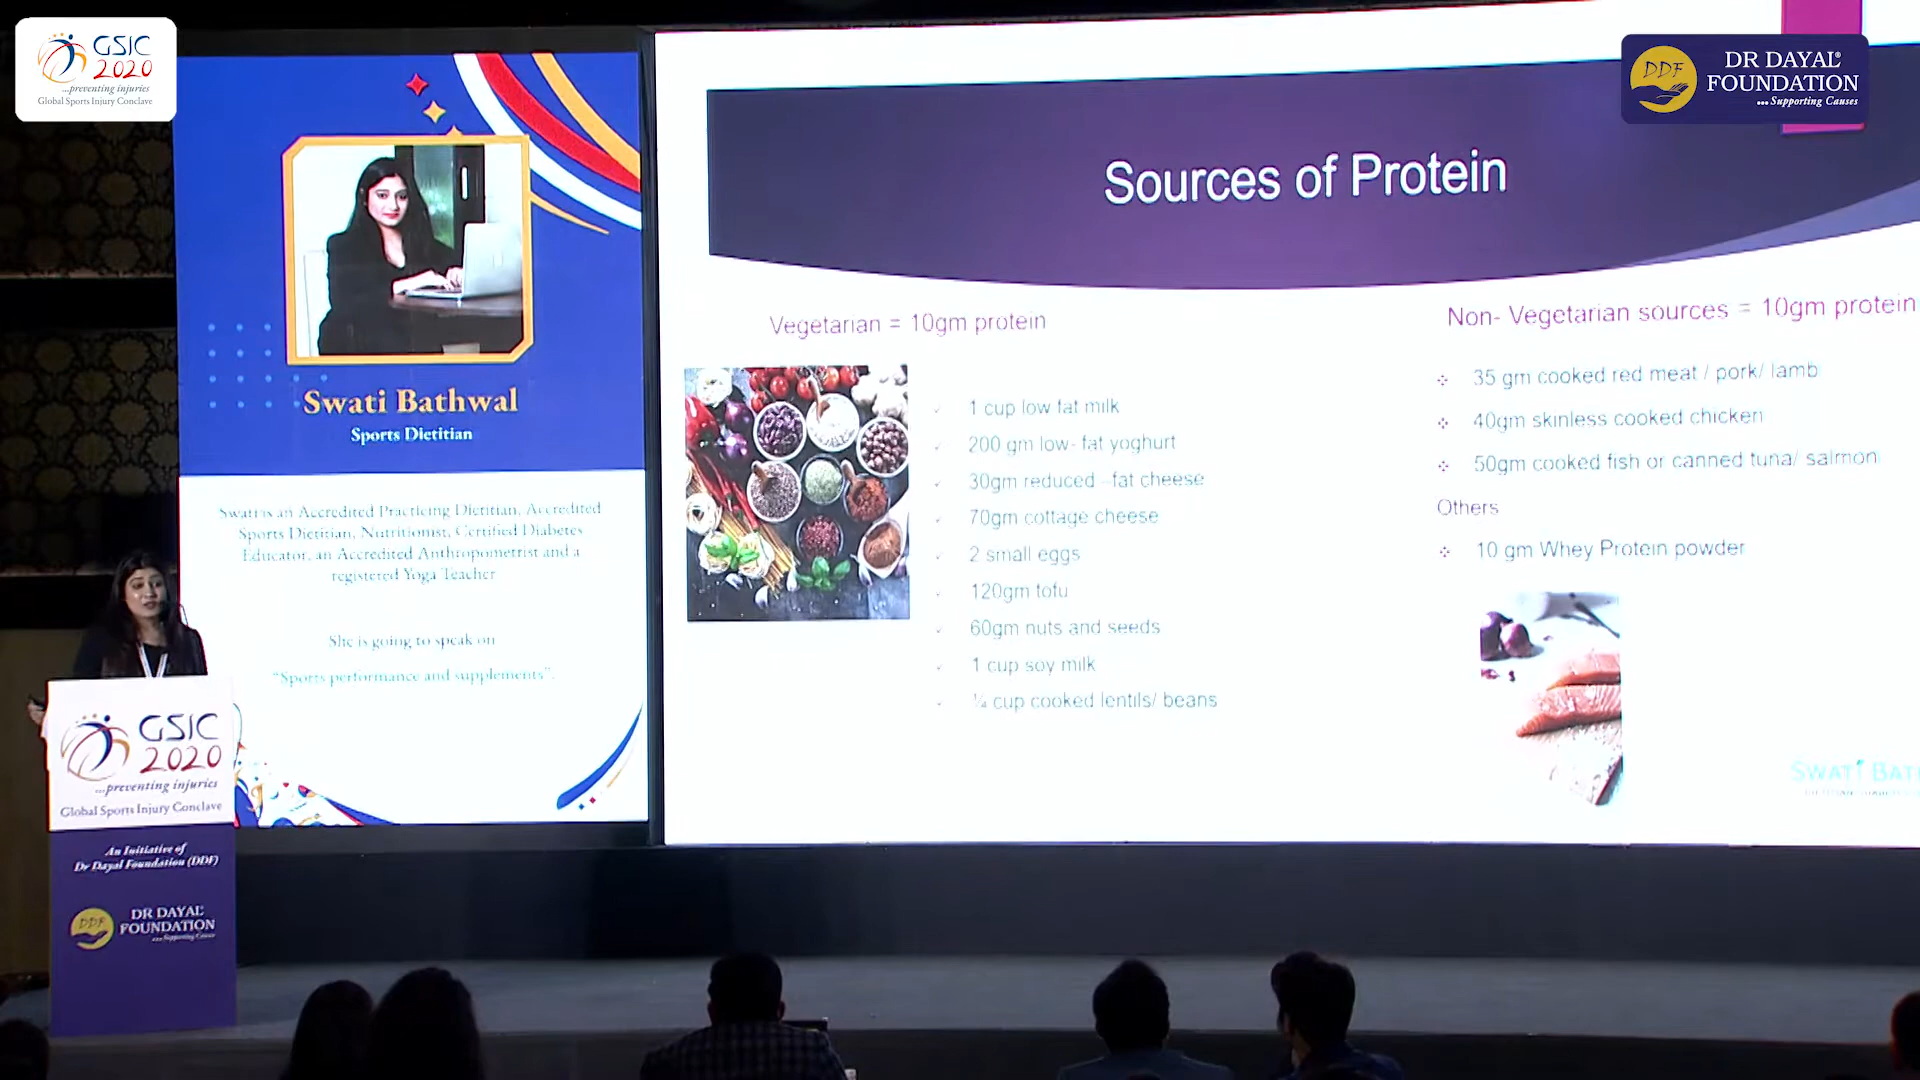 GSIC
2020
...preventing injuries
Global Sports Injury Conclave
DDF
DR DAYAL
FOUNDATION
...Supporting Causes
Swati Bathwal
Sports Dietitian
Swati is an Accredited Practicing Dietitian, Accredited
Sports Dietitian, Nutritionist, Certified Diabetes
Educator, an Accredited Anthropometrist and a
registered Yoga Teacher
She is going to speak on
“Sports performance and supplements”.
Sources of Protein
Vegetarian = 10gm protein
1 cup low fat milk
200 gm low- fat yoghurt
30gm reduced –fat cheese
70gm cottage cheese
2 small eggs
120gm tofu
60gm nuts and seeds
1 cup soy milk
cup cooked lentils/ beans
Non- Vegetarian sources = 10gm protein
35 gm cooked red meat / pork/ lamb
40gm skinless cooked chicken
50gm cooked fish or canned tuna/ salmon
Others
10 gm Whey Protein powder
SWATI BAT
GSIC
2020
...preventing injuries
Global Sports Injury Conclave
An Initiative of
Dr Dayal Foundation (DDF)
DDF
DR DAYAL
FOUNDATION
...Supporting Causes